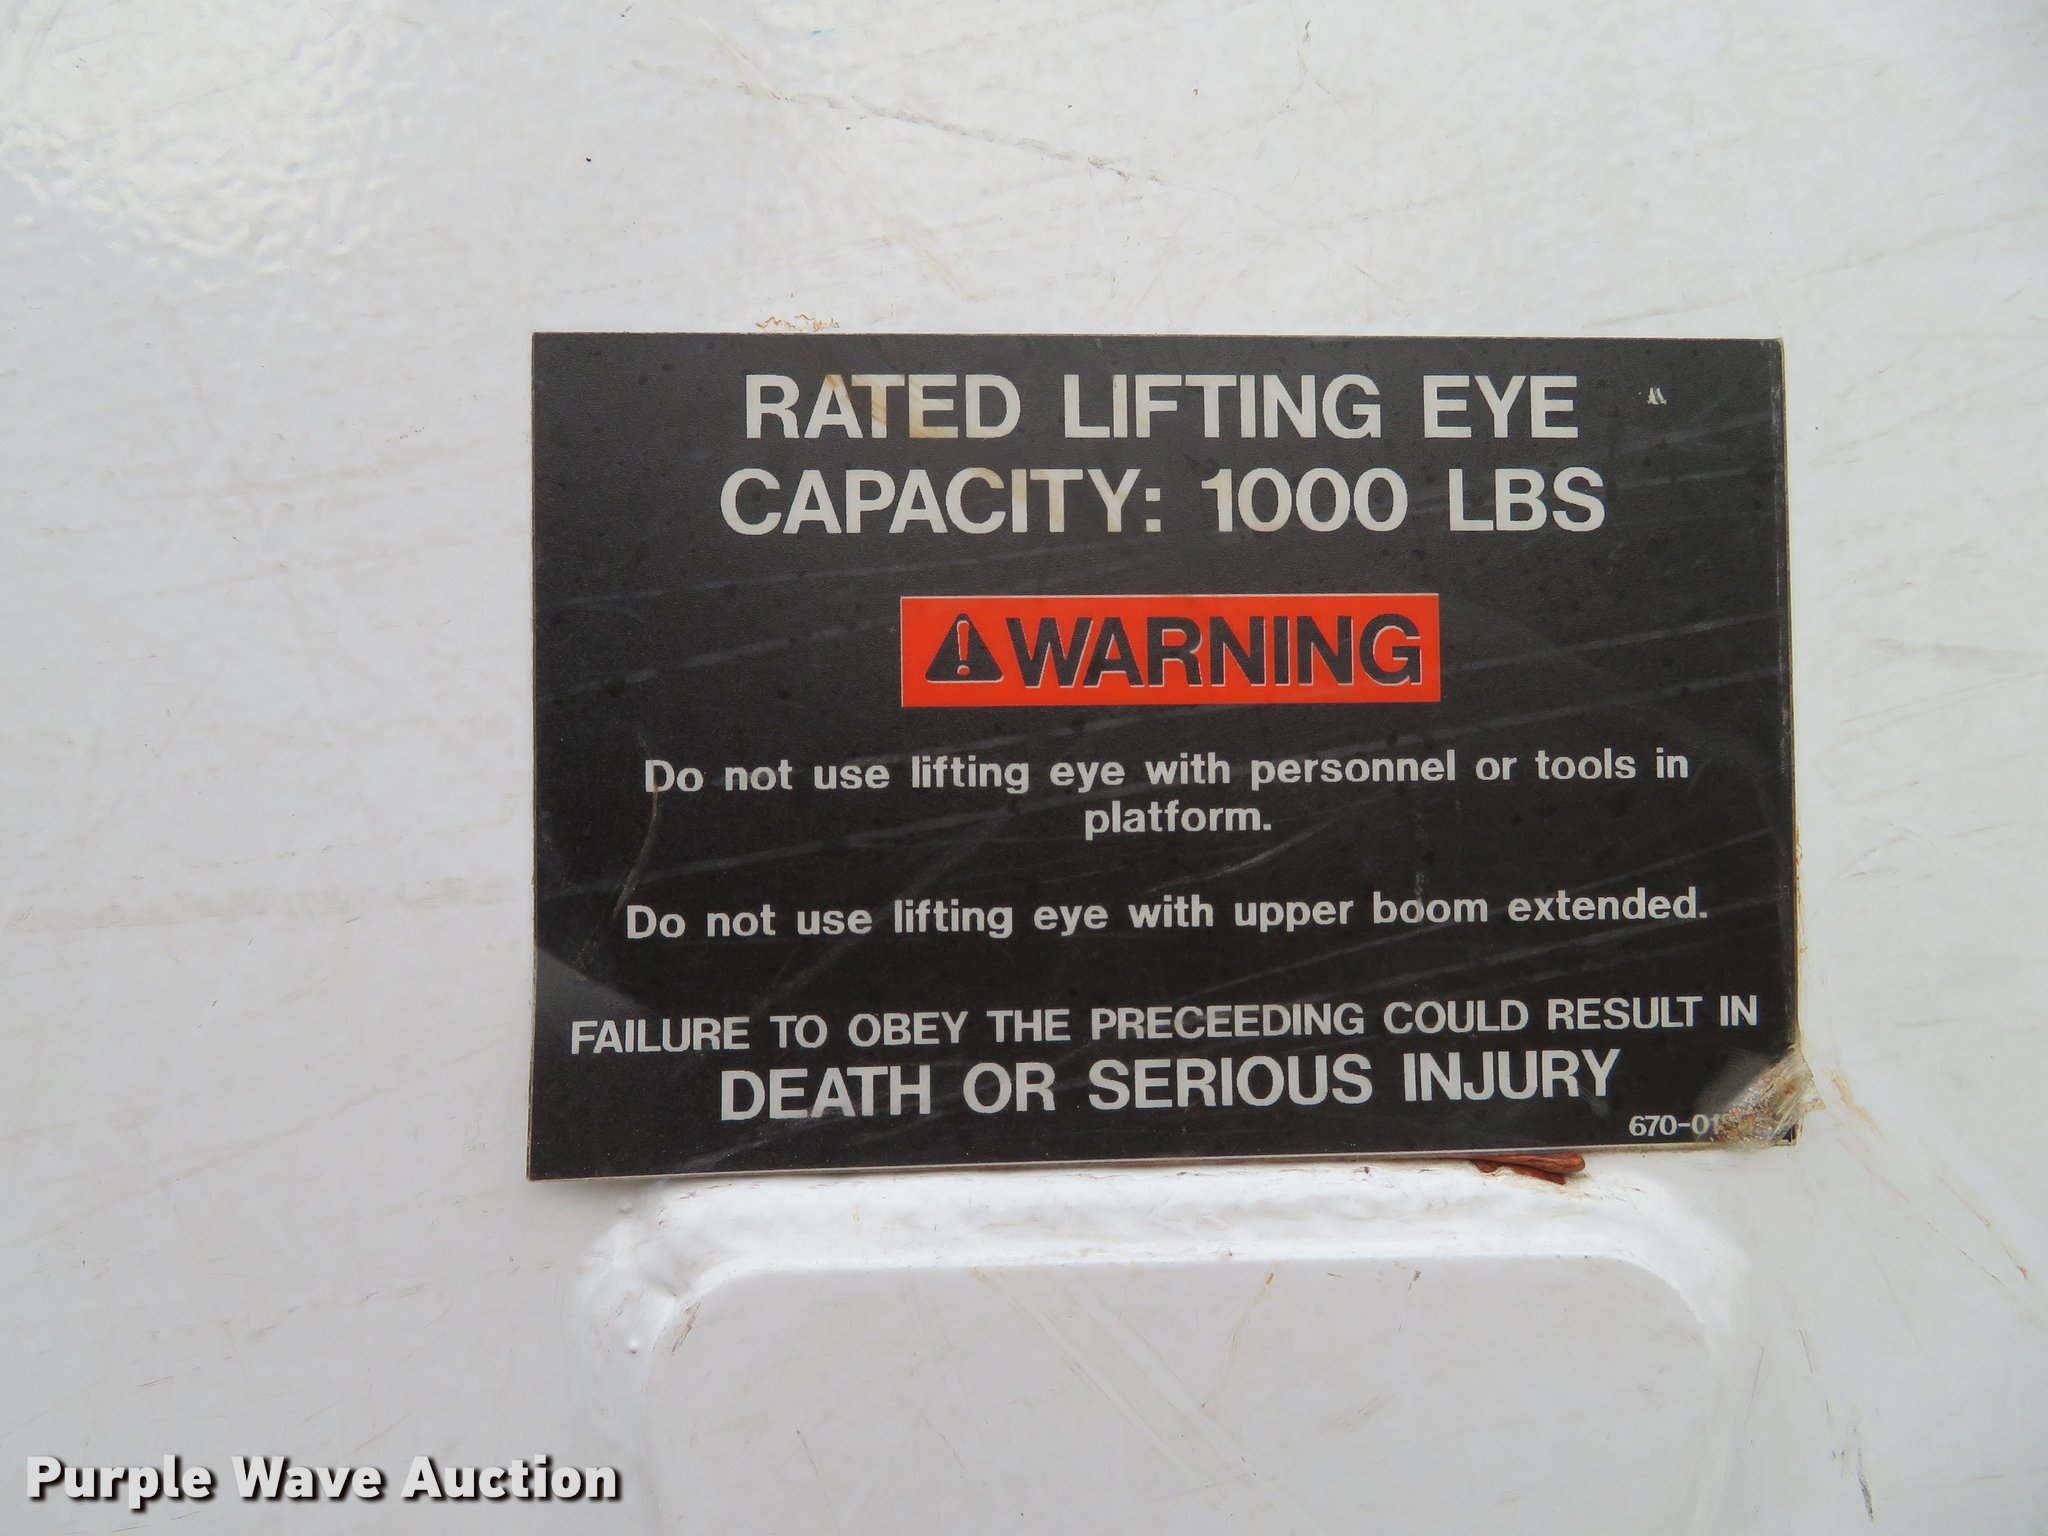 RATED LIFTING EYE
CAPACITY: 1000 LBS
WARNING
Do not use lifting eye with personnel or tools in
platform.
Do not use lifting eye with upper boom extended.
FAILURE TO OBEY THE PRECEEDING COULD RESULT IN
DEATH OR SERIOUS INJURY
Purple Wave Auction